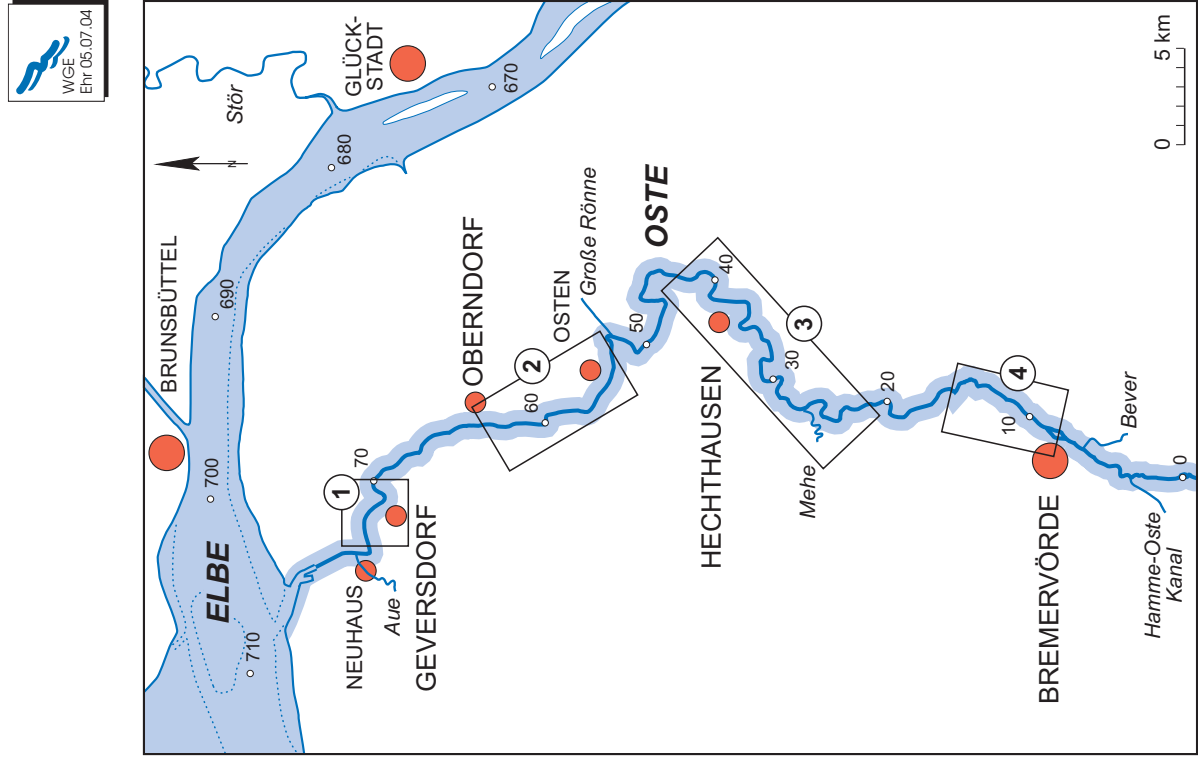 WGE
Ehr 05.07.04
BRUNSBÜTTEL
Stör
GLÜCK-
STADT
ELBE
710
700
690
680
670
N
NEUHAUS
Aue
GEVERSDORF
1
70
OBERNDORF
2
60
OSTEN
Große Rönne
50
OSTE
40
HECHTHAUSEN
3
30
Mehe
20
4
10
BREMERVÖRDE
Bever
Hamme-Oste
Kanal
0
0
5 km